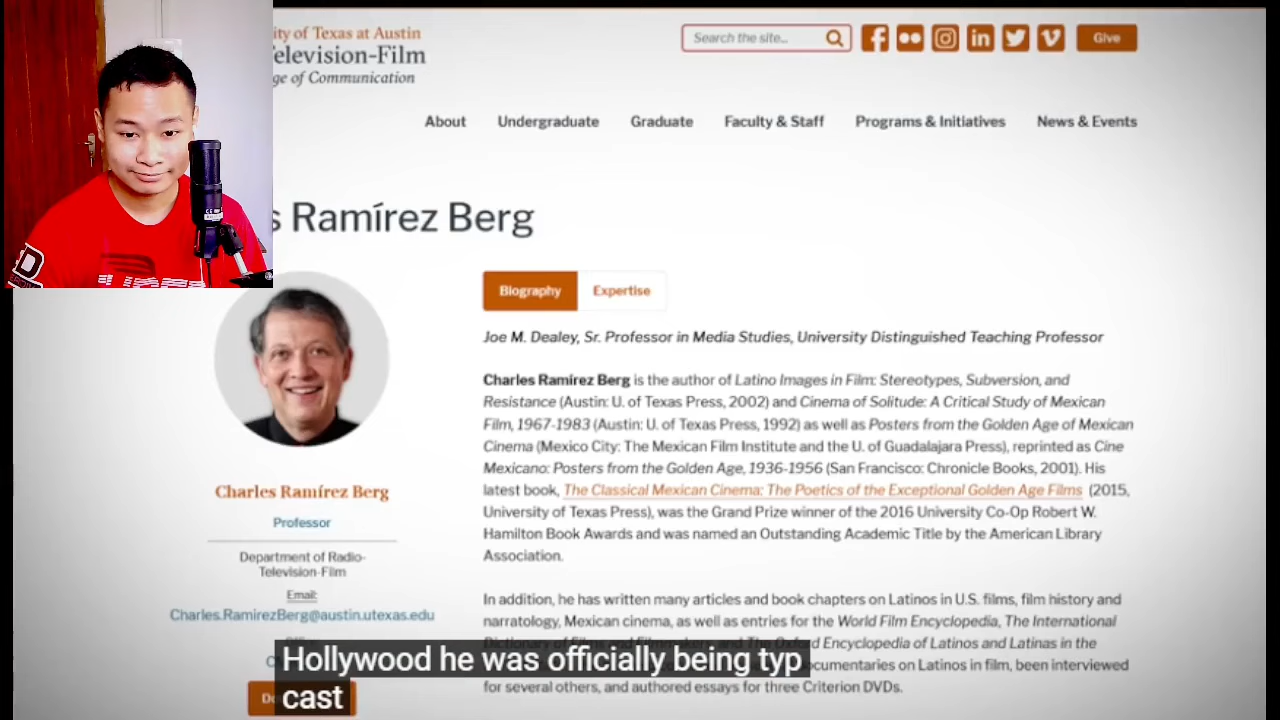 ity of Texas at Austin
elevision-Film
ge of Communication
Search the site...
Give
About Undergraduate Graduate Faculty & Staff Programs & Initiatives News & Events
s Ramírez Berg
Biography Expertise
Joe M. Dealey, Sr. Professor in Media Studies, University Distinguished Teaching Professor
Charles Ramírez Berg is the author of Latino Images in Film: Stereotypes, Subversion, and
Resistance (Austin: U. of Texas Press, 2002) and Cinema of Solitude: A Critical Study of Mexican
Film, 1967-1983 (Austin: U. of Texas Press, 1992) as well as Posters from the Golden Age of Mexican
Cinema (Mexico City: The Mexican Film Institute and the U. of Guadalajara Press), reprinted as Cine
Mexicano: Posters from the Golden Age, 1936-1956 (San Francisco: Chronicle Books, 2001). His
latest book, The Classical Mexican Cinema: The Poetics of the Exceptional Golden Age Films (2015,
University of Texas Press), was the Grand Prize winner of the 2016 University Co-Op Robert W.
Hamilton Book Awards and was named an Outstanding Academic Title by the American Library
Association.
In addition, he has written many articles and book chapters on Latinos in U.S. films, film history and
narratology, Mexican cinema, as well as entries for the World Film Encyclopedia, The International
Dictionary of Films and Filmmakers, and The Oxford Encyclopedia of Latinos and Latinas in the
ocumentaries on Latinos in film, been interviewed
for several others, and authored essays for three Criterion DVDs.
Charles Ramírez Berg
Professor
Department of Radio-
Television-Film
Email:
Charles.RamirezBerg@austin.utexas.edu
Hollywood he was officially being typ
cast